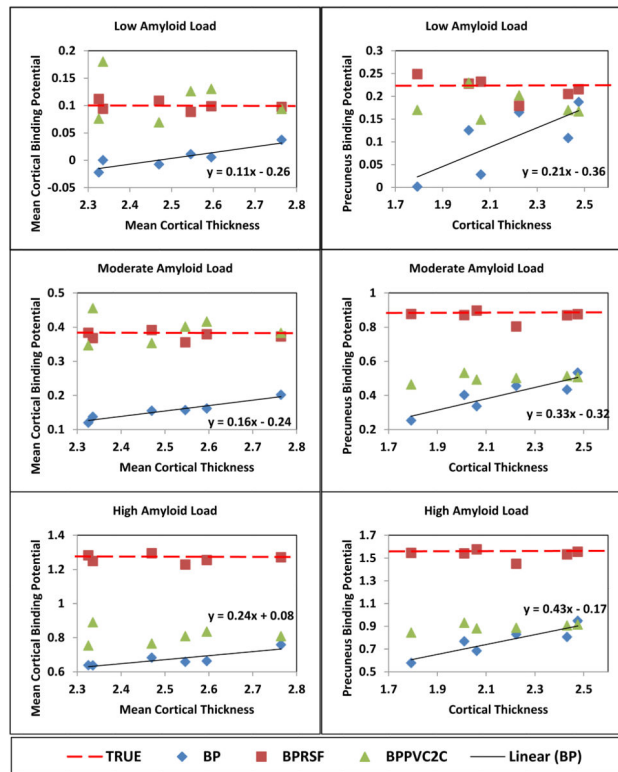 Low Amyloid Load
Mean Cortical Binding Potential
0.2
0.15
0.1
0.05
0
-0.05
y = 0.11x - 0.26
2.3 2.4 2.5 2.6 2.7 2.8
Mean Cortical Thickness
Low Amyloid Load
Precuneus Binding Potential
0.3
0.25
0.2
0.15
0.1
0.05
0
y = 0.21x - 0.36
1.7 1.9 2.1 2.3 2.5
Cortical Thickness
Moderate Amyloid Load
Mean Cortical Binding Potential
0.5
0.4
0.3
0.2
0.1
y = 0.16x - 0.24
2.3 2.4 2.5 2.6 2.7 2.8
Mean Cortical Thickness
Moderate Amyloid Load
Precuneus Binding Potential
1
0.8
0.6
0.4
0.2
y = 0.33x - 0.32
1.7 1.9 2.1 2.3 2.5
Cortical Thickness
High Amyloid Load
Mean Cortical Binding Potential
1.4
1.2
1
0.8
0.6
y = 0.24x + 0.08
2.3 2.4 2.5 2.6 2.7 2.8
Mean Cortical Thickness
High Amyloid Load
Precuneus Binding Potential
1.7
1.5
1.3
1.1
0.9
0.7
0.5
y = 0.43x - 0.17
1.7 1.9 2.1 2.3 2.5
Cortical Thickness
TRUE BP BPRSF BPPVC2C Linear (BP)